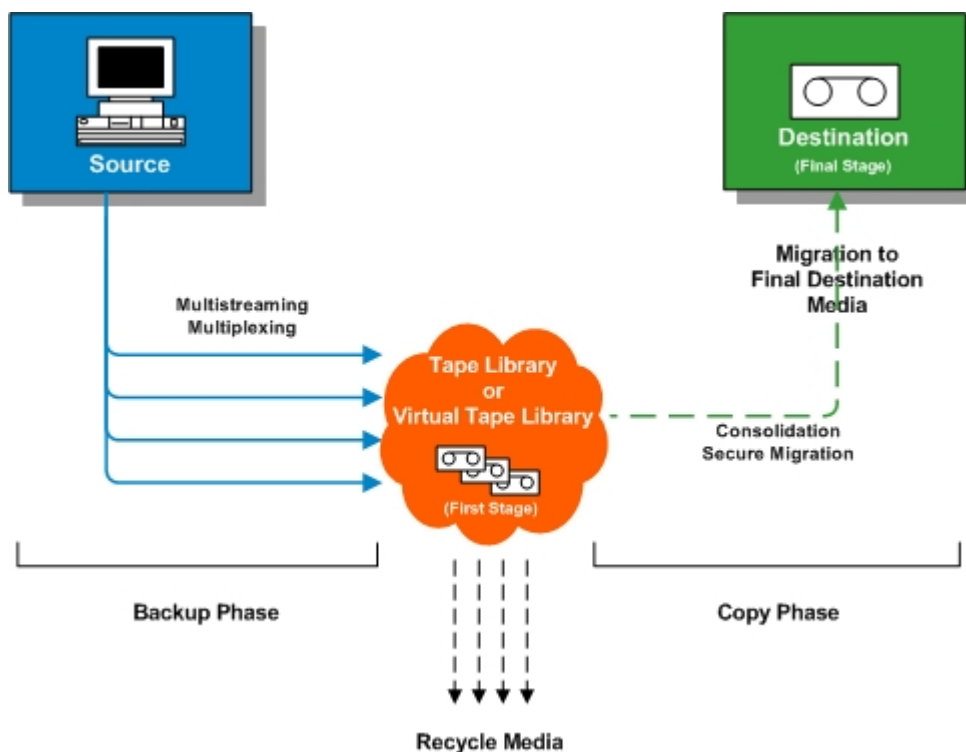 Source
Destination
(Final Stage)
Migration to
Final Destination
Media
Multistreaming
Multiplexing
Tape Library
or
Virtual Tape Library
(First Stage)
Consolidation
Secure Migration
Backup Phase
Copy Phase
Recycle Media